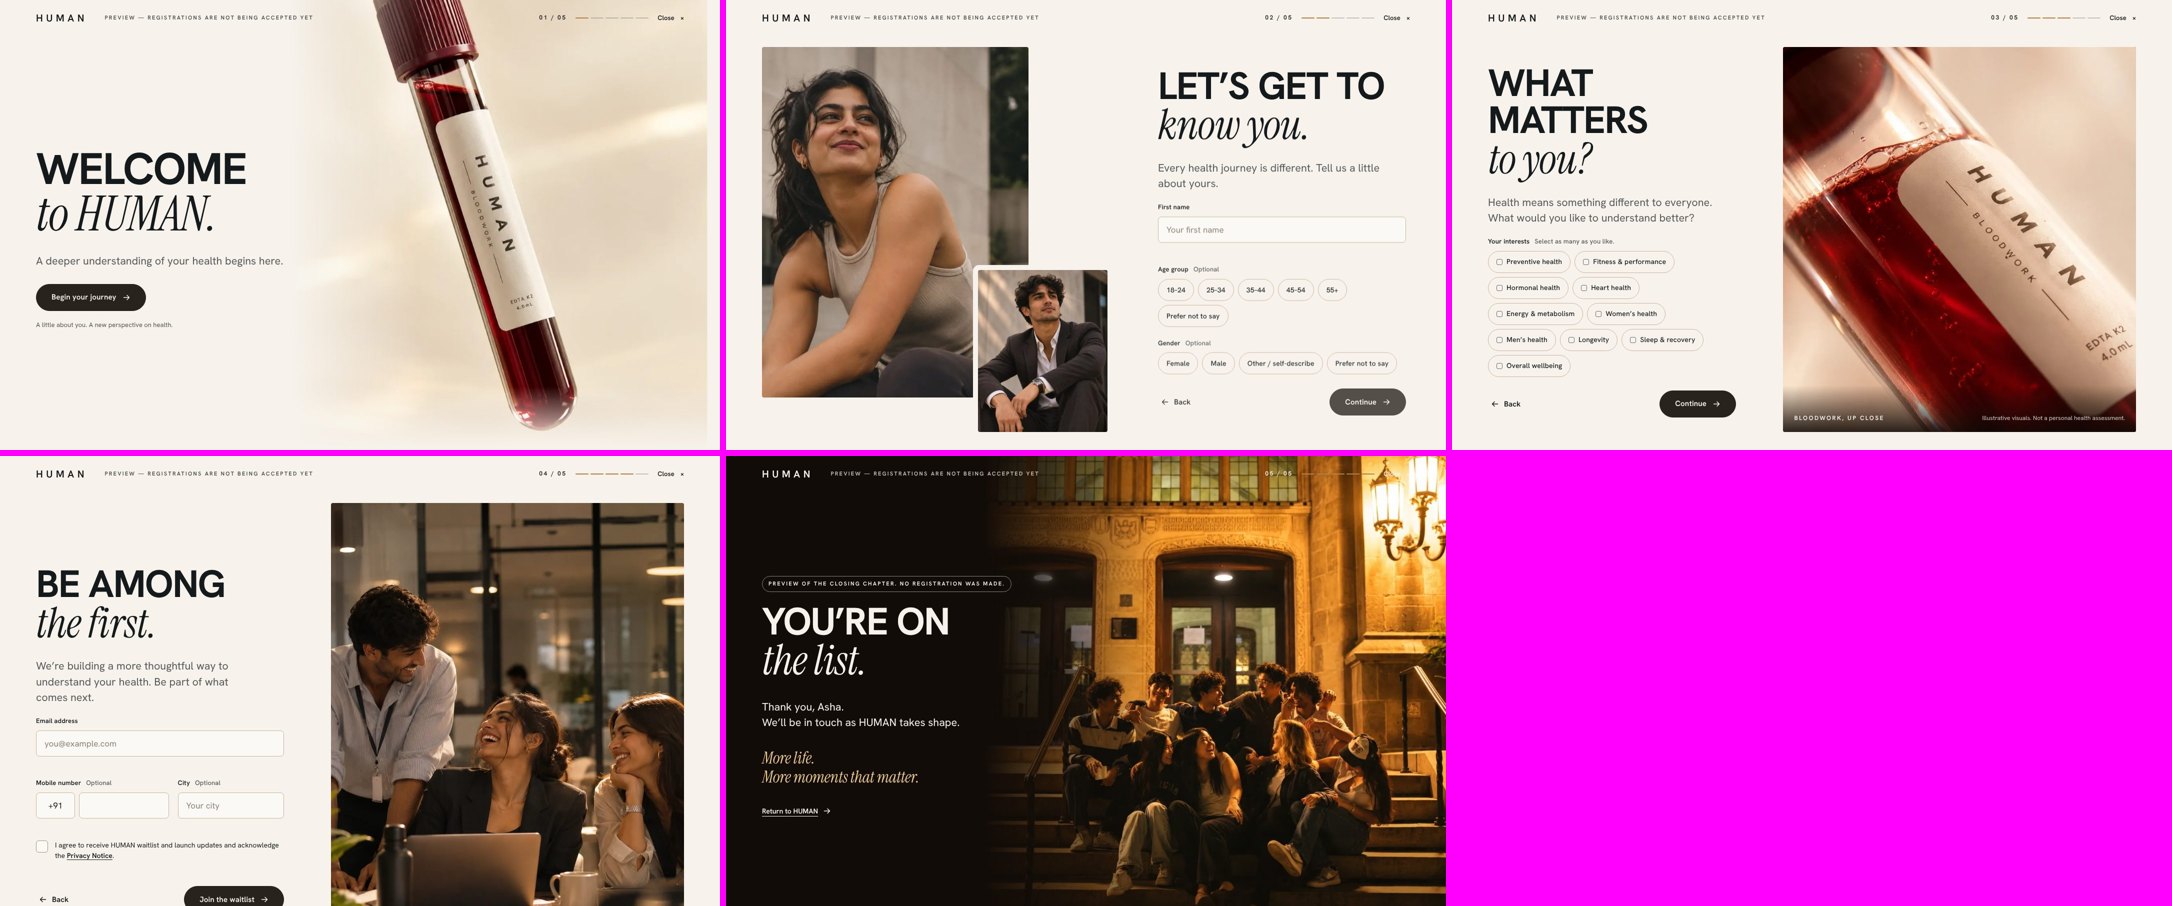 HUMAN
PREVIEW — REGISTRATIONS ARE NOT BEING ACCEPTED YET
01 / 05
Close ×
WELCOME
to HUMAN.
A deeper understanding of your health begins here.
Begin your journey →
A little about you. A new perspective on health.
HUMAN
BLOODWORK
EDTA K2
4.0mL
HUMAN
PREVIEW — REGISTRATIONS ARE NOT BEING ACCEPTED YET
02 / 05
Close ×
LET’S GET TO
know you.
Every health journey is different. Tell us a little
about yours.
First name
Your first name
Age group Optional
18–24
25–34
35–44
45–54
55+
Prefer not to say
Gender Optional
Female
Male
Other / self-describe
Prefer not to say
← Back
Continue →
HUMAN
PREVIEW — REGISTRATIONS ARE NOT BEING ACCEPTED YET
03 / 05
Close ×
WHAT
MATTERS
to you?
Health means something different to everyone.
What would you like to understand better?
Your interests Select as many as you like.
Preventive health
Fitness & performance
Hormonal health
Heart health
Energy & metabolism
Women’s health
Men’s health
Longevity
Sleep & recovery
Overall wellbeing
← Back
Continue →
HUMAN
BLOODWORK
EDTA K2
4.0mL
BLOODWORK, UP CLOSE
Illustrative visuals. Not a personal health assessment.
HUMAN
PREVIEW — REGISTRATIONS ARE NOT BEING ACCEPTED YET
04 / 05
Close ×
BE AMONG
the first.
We’re building a more thoughtful way to
understand your health. Be part of what
comes next.
Email address
you@example.com
Mobile number Optional
City Optional
+91
Your city
I agree to receive HUMAN waitlist and launch updates and acknowledge
the Privacy Notice.
← Back
Join the waitlist →
HUMAN
PREVIEW — REGISTRATIONS ARE NOT BEING ACCEPTED YET
05 / 05
PREVIEW OF THE CLOSING CHAPTER. NO REGISTRATION WAS MADE.
YOU’RE ON
the list.
Thank you, Asha.
We’ll be in touch as HUMAN takes shape.
More life.
More moments that matter.
Return to HUMAN →